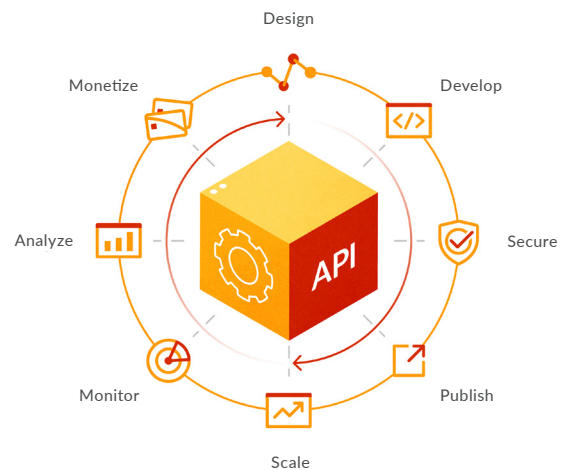 Design
Monetize
Develop
</>
Analyze
API
Secure
Monitor
Publish
Scale